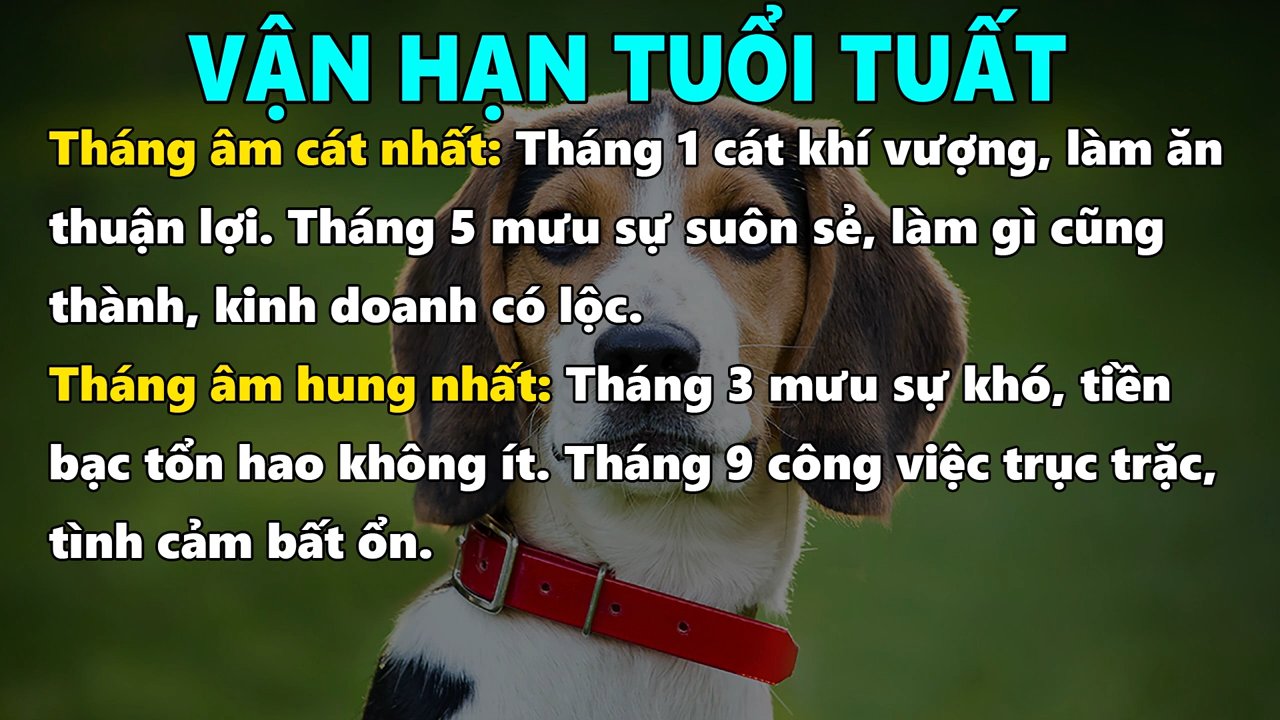 VẬN HẠN TUỔI TUẤT
Tháng âm cát nhất: Tháng 1 cát khí vượng, làm ăn
thuận lợi. Tháng 5 mưu sự suôn sẻ, làm gì cũng
thành, kinh doanh có lộc.
Tháng âm hung nhất: Tháng 3 mưu sự khó, tiền
bạc tổn hao không ít. Tháng 9 công việc trục trặc,
tình cảm bất ổn.